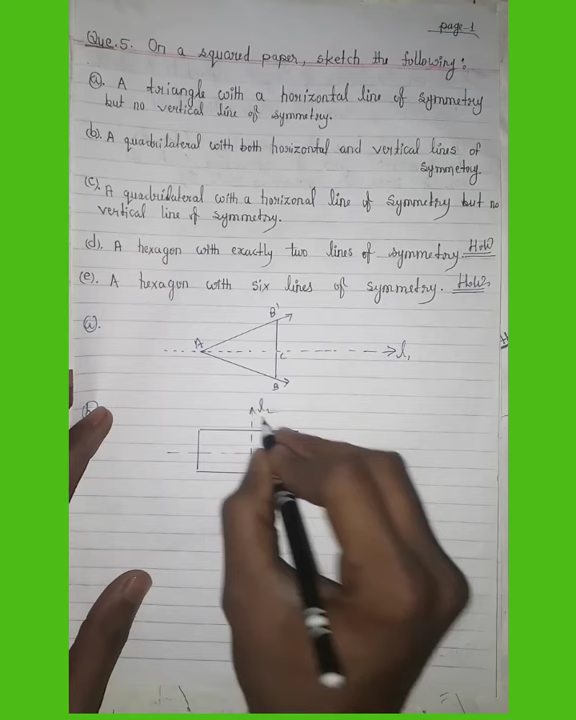 page-1
Que.5. On a squared paper, sketch the following:
(a). A triangle with a horizontal line of symmetry
but no vertical line of symmetry.
(b). A quadrilateral with both horizontal and vertical lines of
symmetry.
(c). A quadrilateral with a horizonal line of symmetry but no
vertical line of symmetry.
(d). A hexagon with exactly two lines of symmetry. How
(e). A hexagon with six lines of symmetry. How
(a).
B'
A
C
l₁
B
l₂